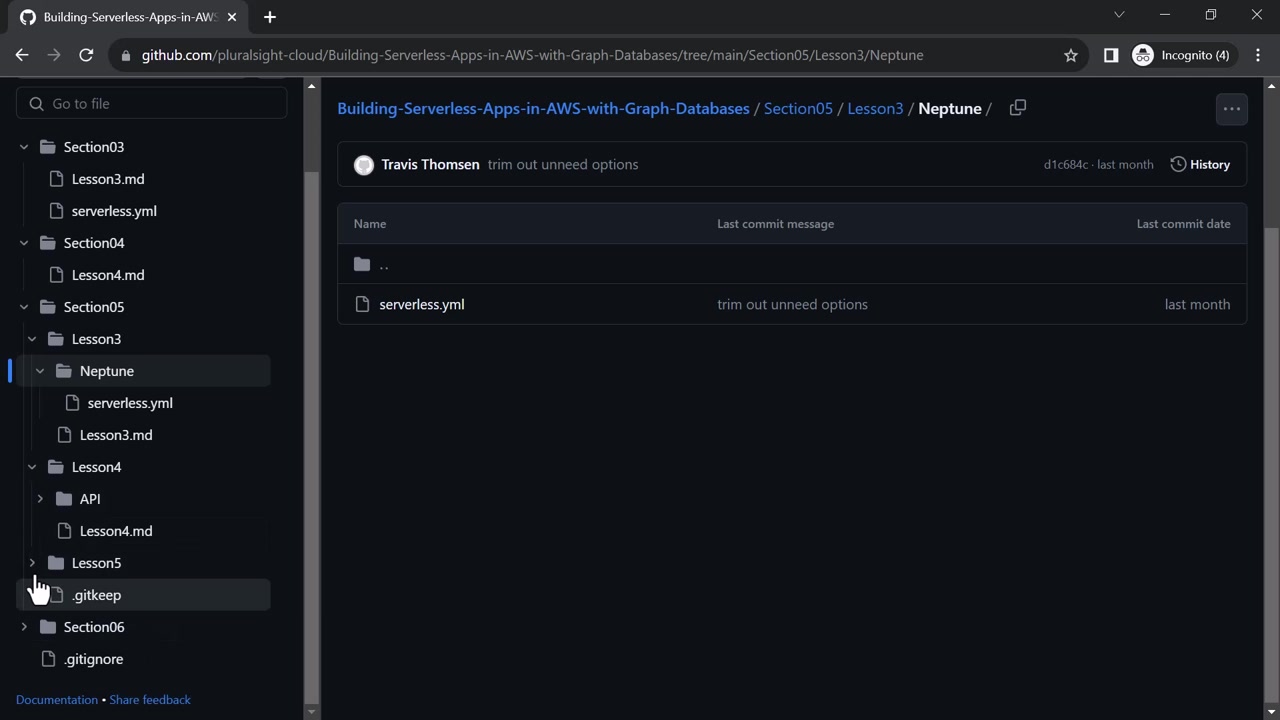 Building-Serverless-Apps-in-AWS
github.com/pluralsight-cloud/Building-Serverless-Apps-in-AWS-with-Graph-Databases/tree/main/Section05/Lesson3/Neptune
Incognito (4)
Go to file
Section03
Lesson3.md
serverless.yml
Section04
Lesson4.md
Section05
Lesson3
Neptune
serverless.yml
Lesson3.md
Lesson4
API
Lesson4.md
Lesson5
.gitkeep
Section06
.gitignore
Documentation • Share feedback
Building-Serverless-Apps-in-AWS-with-Graph-Databases / Section05 / Lesson3 / Neptune /
Travis Thomsen trim out unneed options d1c684c · last month History
Name Last commit message Last commit date
..
serverless.yml trim out unneed options last month